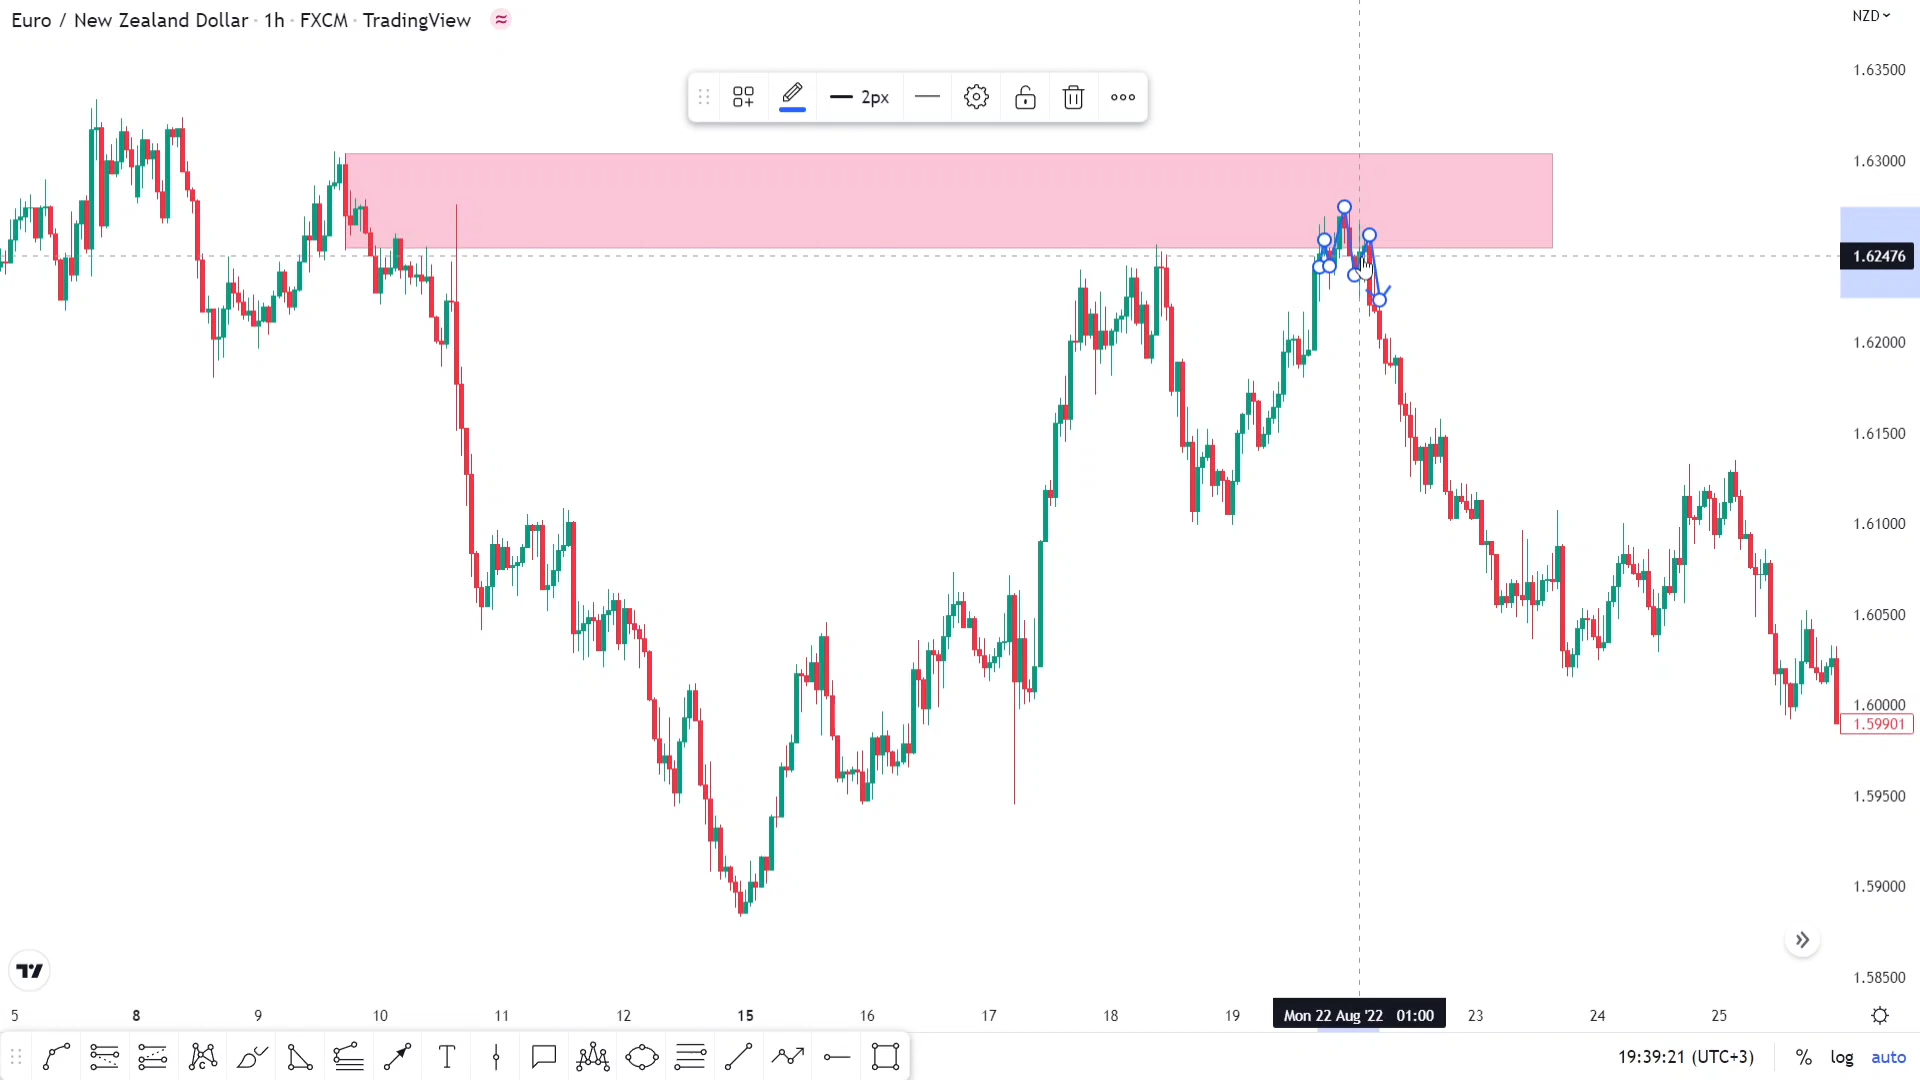 Euro / New Zealand Dollar · 1h · FXCM · TradingView ≈
NZD
2px
1.63500
1.63000
1.62476
1.62000
1.61500
1.61000
1.60500
1.60000
1.59901
1.59500
1.59000
1.58500
5 8 9 10 11 12 15 16 17 18 19 Mon 22 Aug '22 01:00 23 24 25
T
19:39:21 (UTC+3) % log auto